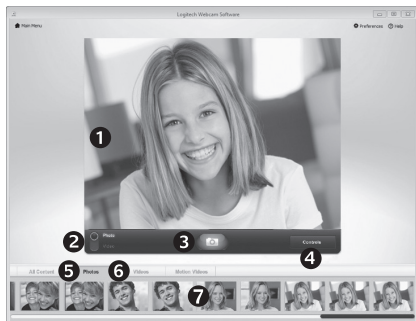 Logitech Webcam Software
Main Menu
Preferences
Help
1
2
Photo
Video
3
Controls
4
All Content
5
Photos
6
Videos
Motion Videos
7